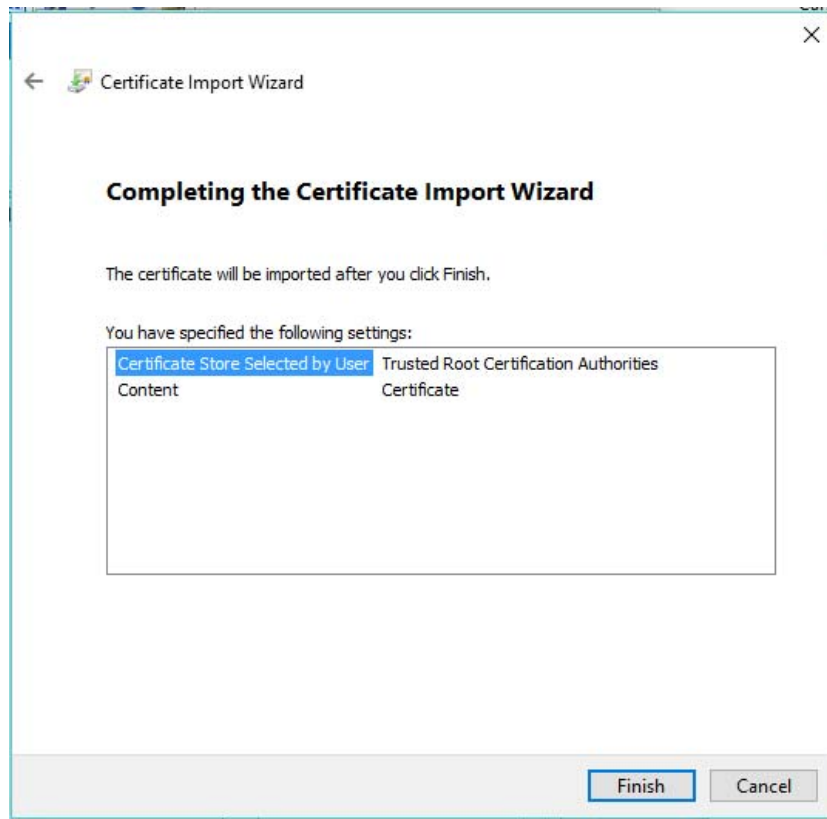 Certificate Import Wizard
Completing the Certificate Import Wizard
The certificate will be imported after you click Finish.
You have specified the following settings:
Certificate Store Selected by User Trusted Root Certification Authorities
Content Certificate
Finish Cancel